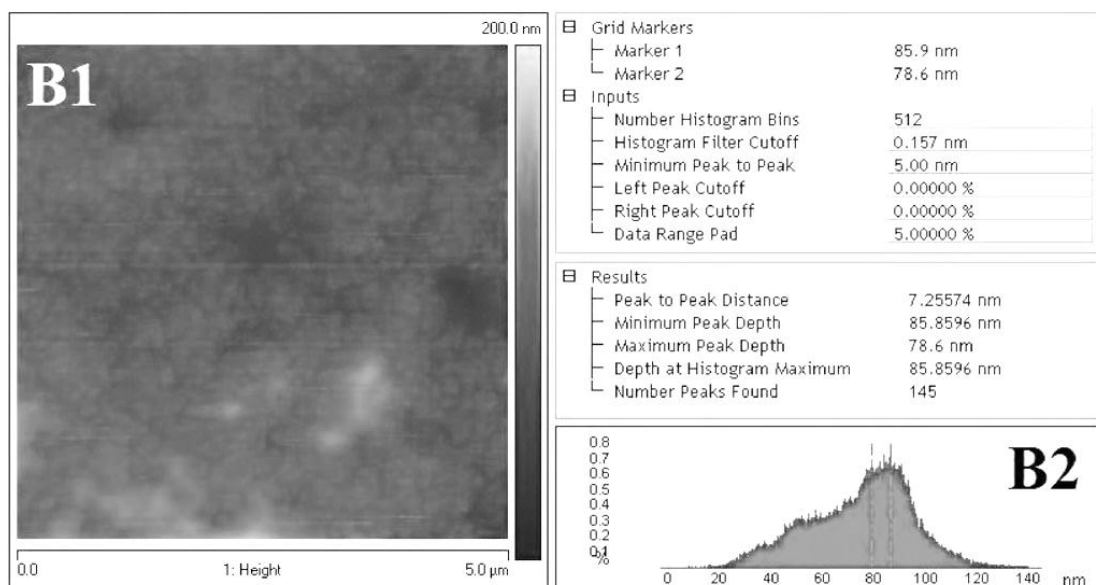 200.0 nm
B1
0.0 1: Height 5.0 µm
Grid Markers
Marker 1 85.9 nm
Marker 2 78.6 nm
Inputs
Number Histogram Bins 512
Histogram Filter Cutoff 0.157 nm
Minimum Peak to Peak 5.00 nm
Left Peak Cutoff 0.00000 %
Right Peak Cutoff 0.00000 %
Data Range Pad 5.00000 %
Results
Peak to Peak Distance 7.25574 nm
Minimum Peak Depth 85.8596 nm
Maximum Peak Depth 78.6 nm
Depth at Histogram Maximum 85.8596 nm
Number Peaks Found 145
B2
0.8
0.7
0.6
0.5
0.4
0.3
0.2
0.1
%
0 20 40 60 80 100 120 140 nm